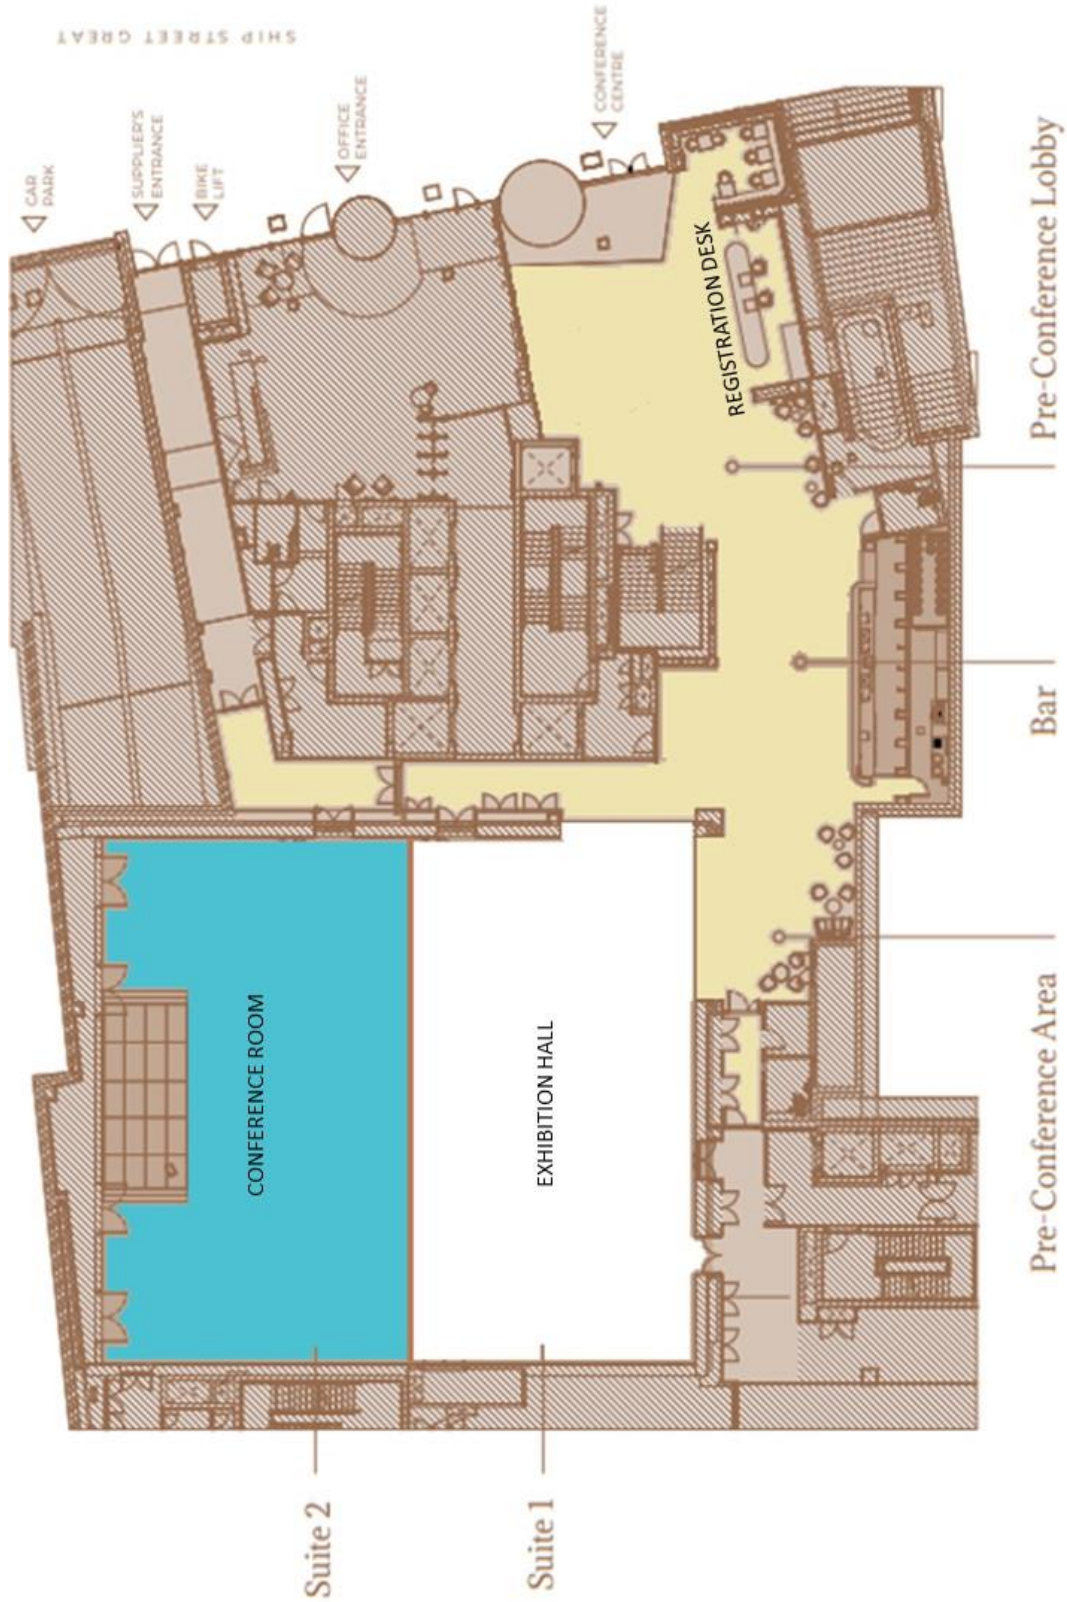 SHIP STREET GREAT
CAR
PARK
SUPPLIER'S
ENTRANCE
BIKE
LIFT
OFFICE
ENTRANCE
CONFERENCE
CENTRE
REGISTRATION DESK
CONFERENCE ROOM
EXHIBITION HALL
Suite 2
Suite 1
Pre-Conference Area
Bar
Pre-Conference Lobby